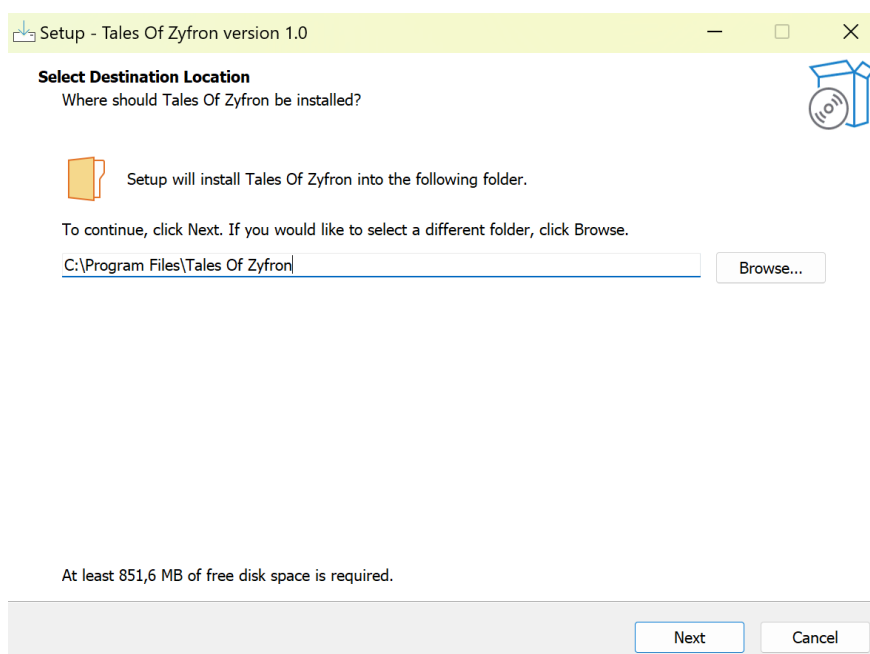 Setup - Tales Of Zyfron version 1.0
Select Destination Location
Where should Tales Of Zyfron be installed?
Setup will install Tales Of Zyfron into the following folder.
To continue, click Next. If you would like to select a different folder, click Browse.
C:\Program Files\Tales Of Zyfron
Browse...
At least 851,6 MB of free disk space is required.
Next
Cancel